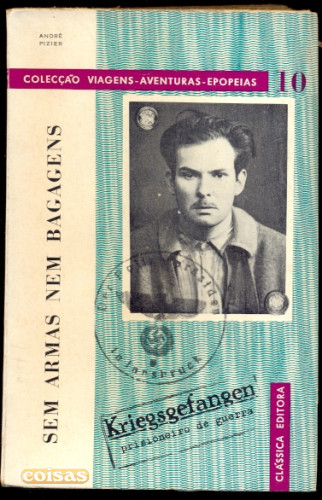 ANDRÉ
PIZIER
COLECÇÃO VIAGENS-AVENTURAS-EPOPEIAS
10
SEM ARMAS NEM BAGAGENS
in Innsbruck
Kriegsgefangen
prisioneiro de guerra
CLÁSSICA EDITORA
coisas